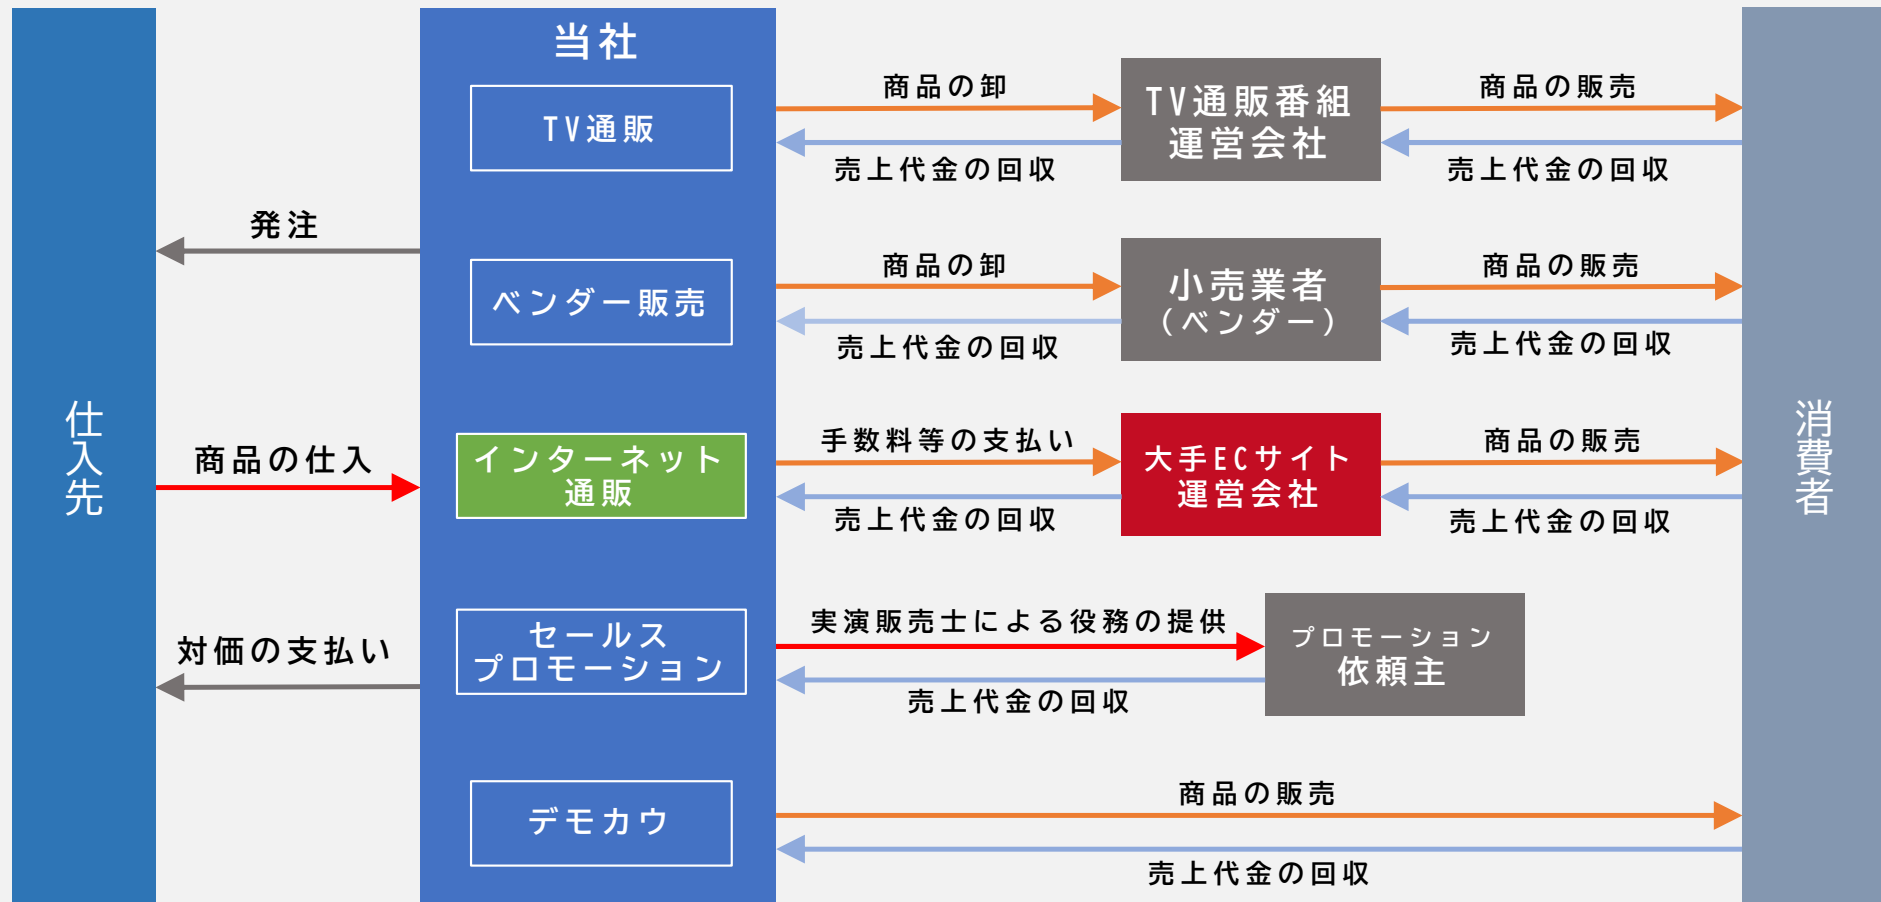 当社
TV通販
商品の卸
売上代金の回収
TV通販番組
運営会社
商品の販売
売上代金の回収
発注
ベンダー販売
商品の卸
売上代金の回収
小売業者
(ベンダー)
商品の販売
売上代金の回収
仕入先
商品の仕入
インターネット
通販
手数料等の支払い
売上代金の回収
大手ECサイト
運営会社
商品の販売
売上代金の回収
消費者
対価の支払い
セールス
プロモーション
実演販売士による役務の提供
売上代金の回収
プロモーション
依頼主
デモカウ
商品の販売
売上代金の回収